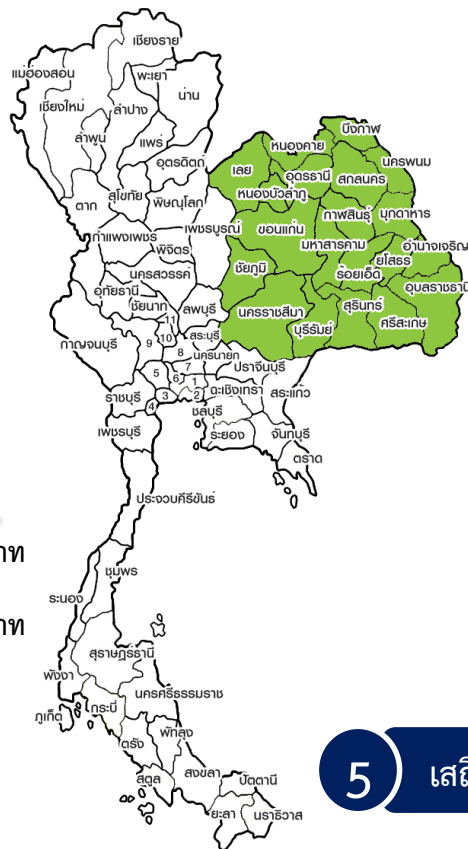 เชียงราย
แม่ฮ่องสอน
พะเยา
เชียงใหม่
ลำปาง
น่าน
ลำพูน
แพร่
อุตรดิตถ์
ตาก
สุโขทัย
พิษณุโลก
กำแพงเพชร
เพชรบูรณ์
พิจิตร
นครสวรรค์
อุทัยธานี
ชัยนาท
ลพบุรี
11
10
9
สระบุรี
กาญจนบุรี
8
นครนายก
7
ปราจีนบุรี
5
6
1
ฉะเชิงเทรา
สระแก้ว
ราชบุรี
3
2
4
ชลบุรี
เพชรบุรี
ระยอง
จันทบุรี
ตราด
บึงกาฬ
หนองคาย
เลย
นครพนม
อุดรธานี
สกลนคร
หนองบัวลำภู
กาฬสินธุ์
มุกดาหาร
ขอนแก่น
มหาสารคาม
อำนาจเจริญ
ยโสธร
ชัยภูมิ
ร้อยเอ็ด
อุบลราชธานี
นครราชสีมา
สุรินทร์
บุรีรัมย์
ศรีสะเกษ
ประจวบคีรีขันธ์
าท
ชุมพร
ระนอง
าท
สุราษฎร์ธานี
พังงา
นครศรีธรรมราช
ภูเก็ต
กระบี่
พัทลุง
ตรัง
สตูล
สงขลา
ปัตตานี
ยะลา
นราธิวาส
5